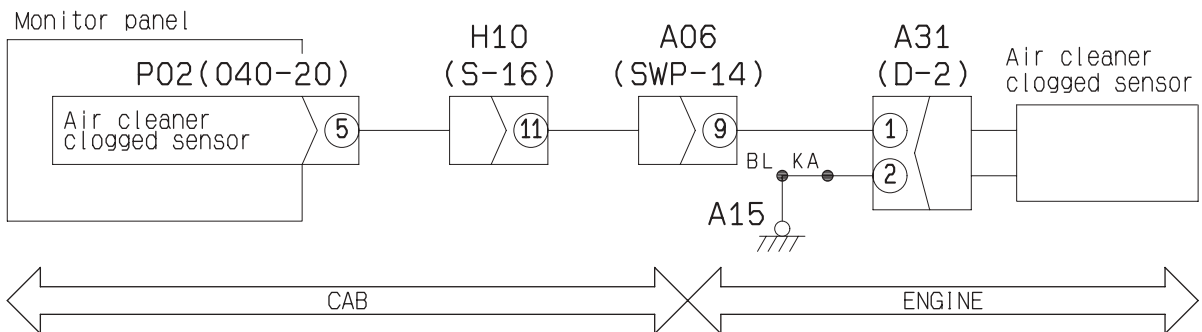 Monitor panel
P02(040-20)
H10
(S-16)
A06
(SWP-14)
A31
(D-2)
Air cleaner
clogged sensor
Air cleaner
clogged sensor
5
11
9
1
BL KA
2
A15
CAB
ENGINE